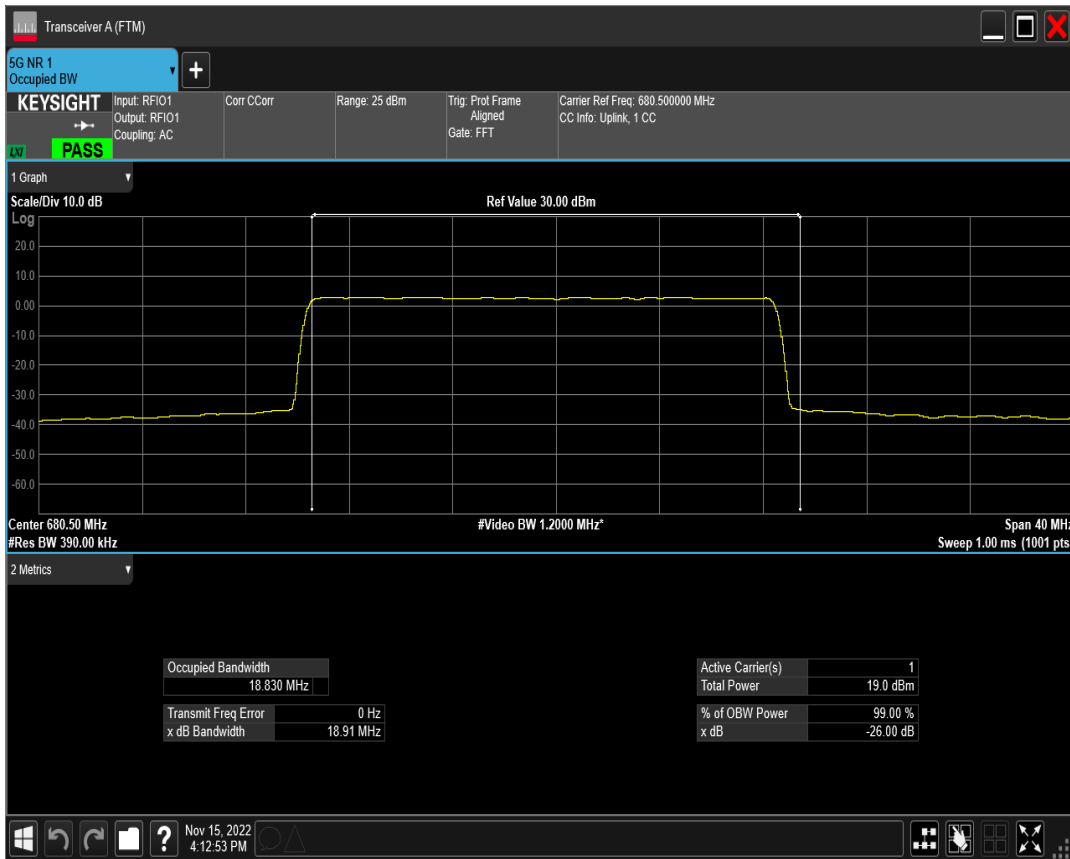 Transceiver A (FTM)
5G NR 1
Occupied BW
+
KEYSIGHT
LXI
PASS
Input: RFIO1
Output: RFIO1
Coupling: AC
Corr CCorr
Range: 25 dBm
Trig: Prot Frame
Aligned
Gate: FFT
Carrier Ref Freq: 680.500000 MHz
CC Info: Uplink, 1 CC
1 Graph
Scale/Div 10.0 dB
Ref Value 30.00 dBm
Log
20.0
10.0
0.00
-10.0
-20.0
-30.0
-40.0
-50.0
-60.0
Center 680.50 MHz
#Video BW 1.2000 MHz*
Span 40 MHz
#Res BW 390.00 kHz
Sweep 1.00 ms (1001 pts
2 Metrics
Occupied Bandwidth
18.830 MHz
Transmit Freq Error 0 Hz
x dB Bandwidth 18.91 MHz
Active Carrier(s) 1
Total Power 19.0 dBm
% of OBW Power 99.00 %
x dB -26.00 dB
?
Nov 15, 2022
4:12:53 PM